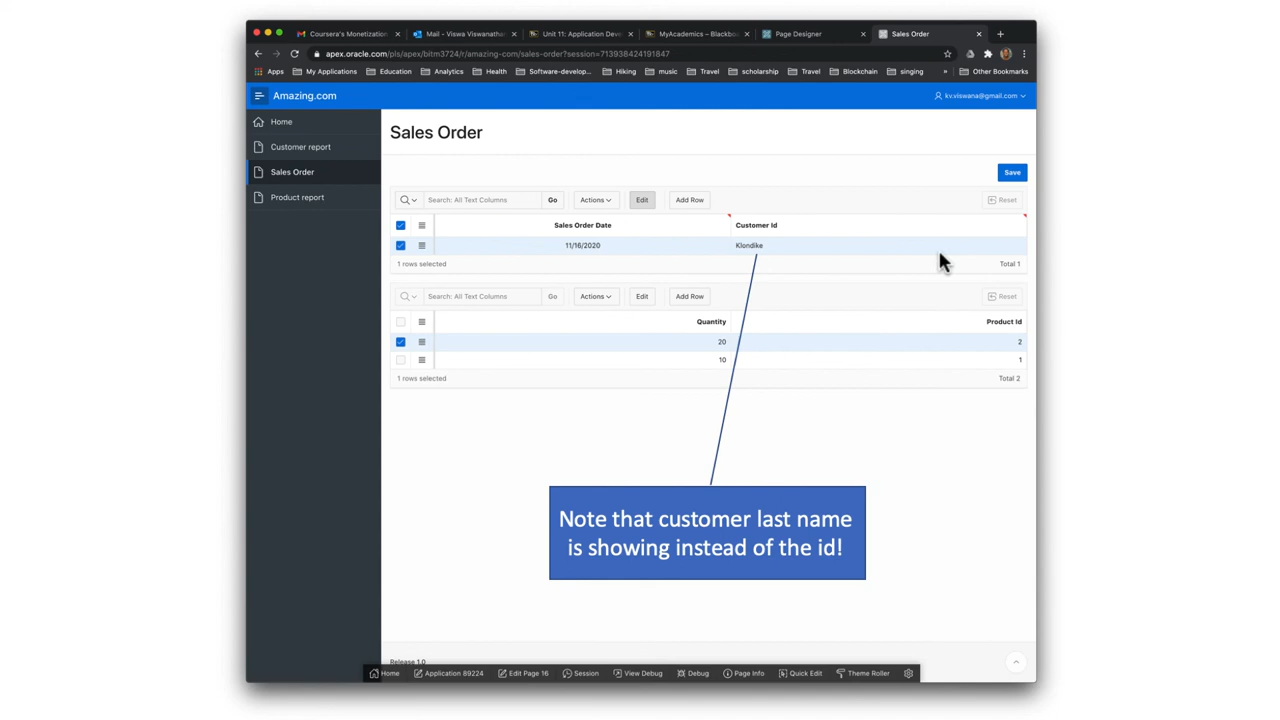 Coursera's Monetization
Mail - Viswa Viswanathan
Unit 11: Application Deve
MyAcademics – Blackboa
Page Designer
Sales Order
apex.oracle.com/pls/apex/bitm3724/r/amazing-com/sales-order?session=713938424191847
Apps My Applications Education Analytics Health Software-develop... Hiking music Travel scholarship Travel Blockchain singing » Other Bookmarks
Amazing.com
kv.viswana@gmail.com
Home
Customer report
Sales Order
Product report
Sales Order
Save
Search: All Text Columns Go Actions Edit Add Row Reset
Sales Order Date Customer Id
11/16/2020 Klondike
1 rows selected Total 1
Search: All Text Columns Go Actions Edit Add Row Reset
Quantity Product Id
20 2
10 1
1 rows selected Total 2
Note that customer last name
is showing instead of the id!
Release 1.0
Home Application 89224 Edit Page 16 Session View Debug Debug Page Info Quick Edit Theme Roller